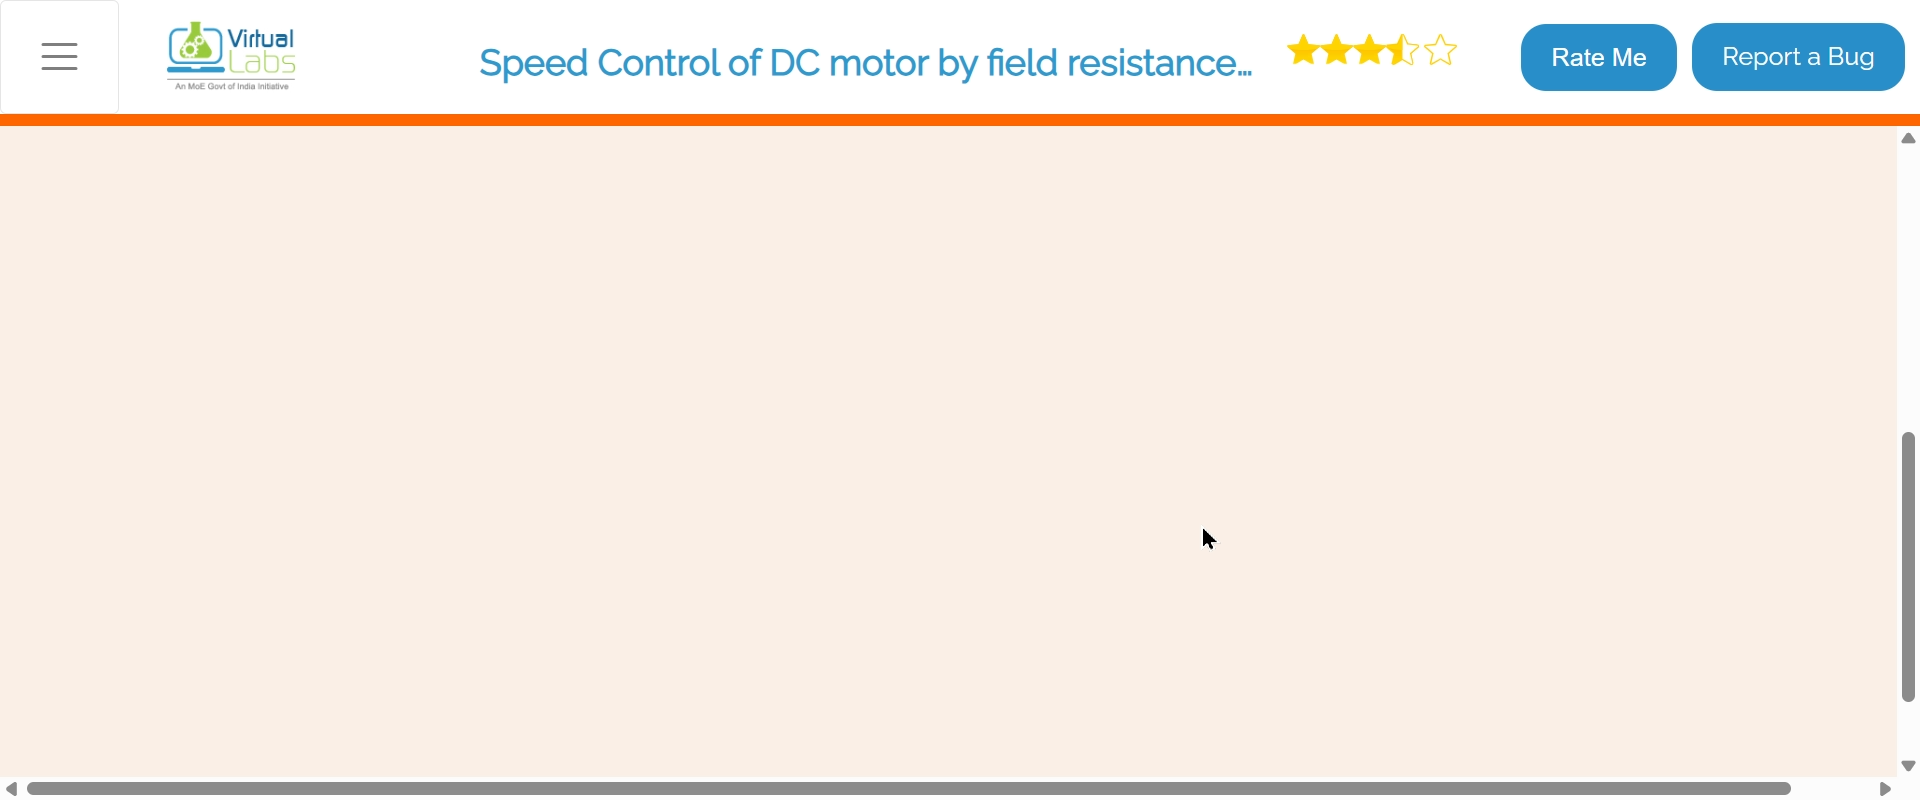 Virtual
Labs
An MoE Govt of India Initiative
Speed Control of DC motor by field resistance...
Rate Me
Report a Bug